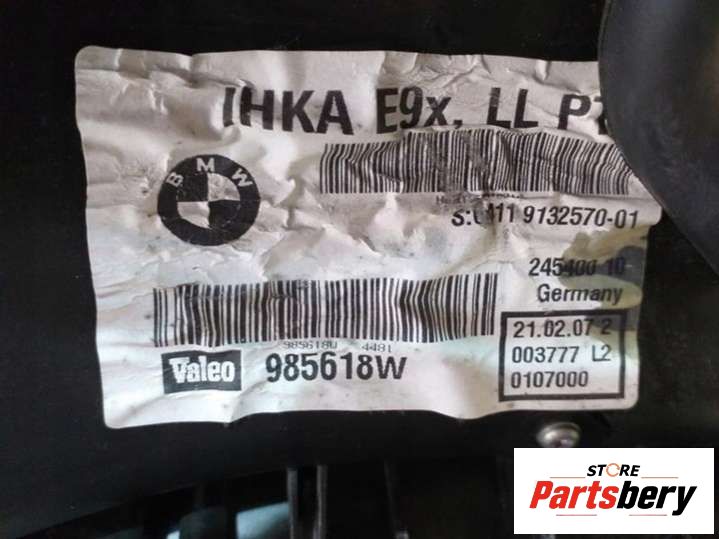 IHKA E9x, LL
BMW
9132570-01
245400 10
Germany
985618W 4481
21.02.07 2
Valeo 985618W
003777 L2
0107000
STORE
Partsbery